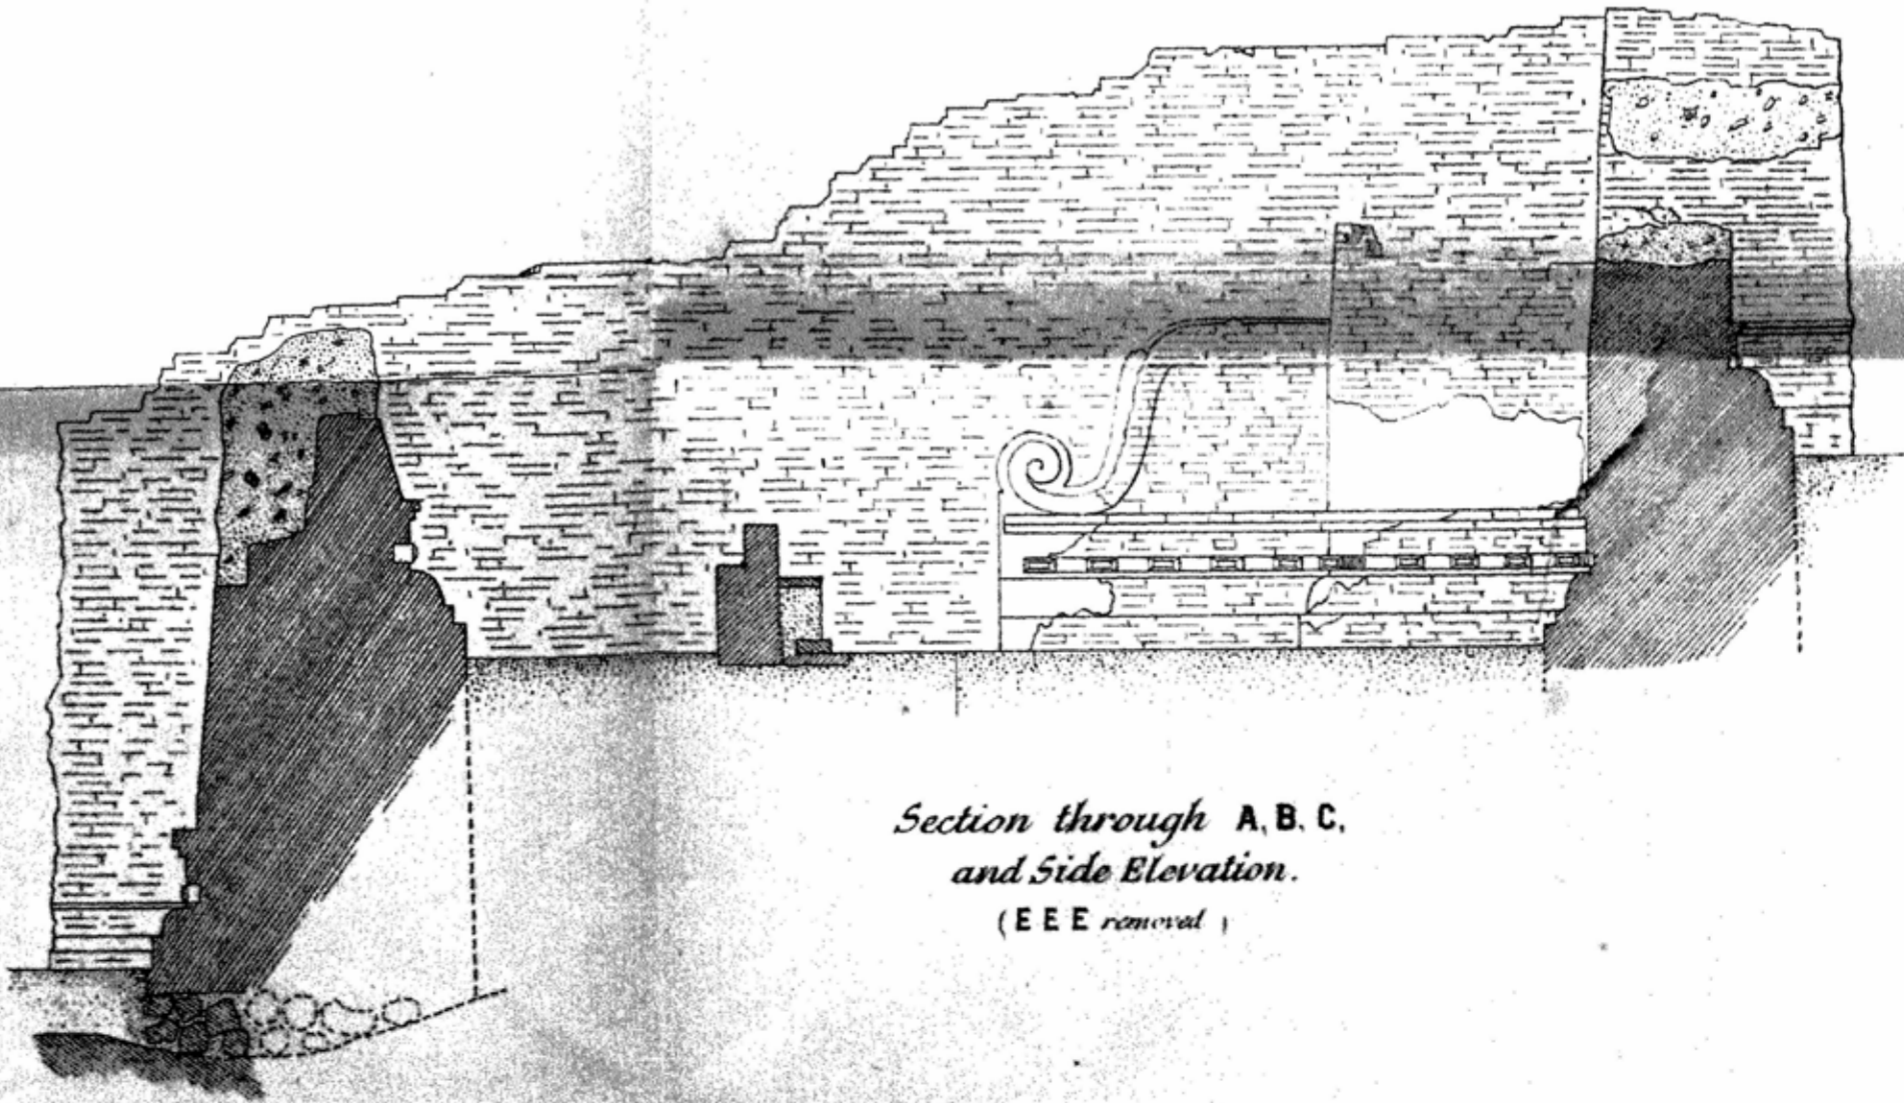 Section through A, B, C,
and Side Elevation.
(E E E removed)